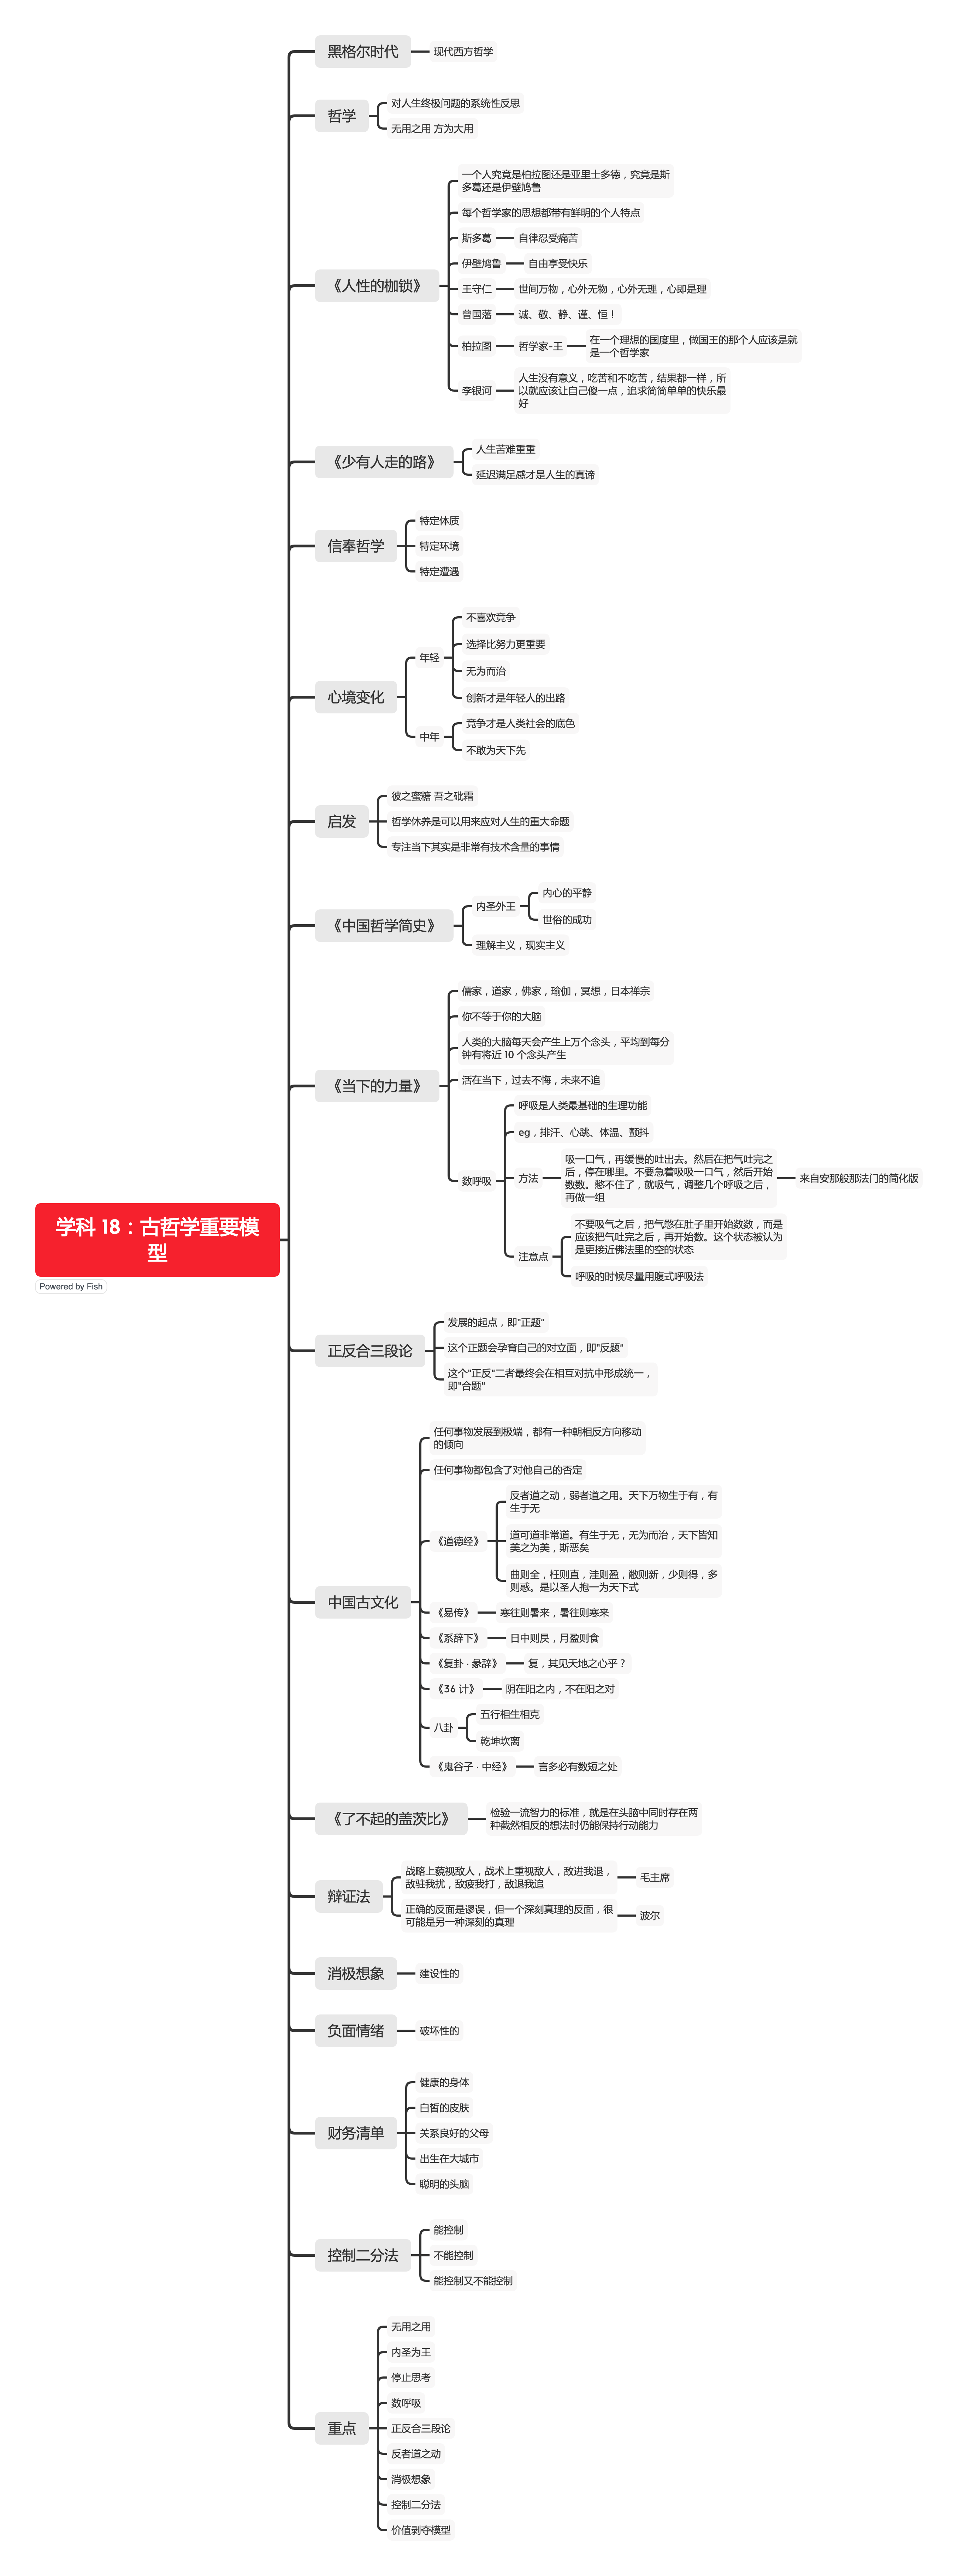 黑格尔时代
现代西方哲学
哲学
对人生终极问题的系统性反思
无用之用 方为大用
《人性的枷锁》
一个人究竟是柏拉图还是亚里士多德，究竟是斯
多葛还是伊壁鸠鲁
每个哲学家的思想都带有鲜明的个人特点
斯多葛
自律忍受痛苦
伊壁鸠鲁
自由享受快乐
王守仁
世间万物，心外无物，心外无理，心即是理
曾国藩
诚、敬、静、谨、恒！
柏拉图
哲学家-王
在一个理想的国度里，做国王的那个人应该是就
是一个哲学家
李银河
人生没有意义，吃苦和不吃苦，结果都一样，所
以就应该让自己傻一点，追求简简单单的快乐最
好
《少有人走的路》
人生苦难重重
延迟满足感才是人生的真谛
信奉哲学
特定体质
特定环境
特定遭遇
心境变化
年轻
不喜欢竞争
选择比努力更重要
无为而治
创新才是年轻人的出路
中年
竞争才是人类社会的底色
不敢为天下先
启发
彼之蜜糖 吾之砒霜
哲学休养是可以用来应对人生的重大命题
专注当下其实是非常有技术含量的事情
《中国哲学简史》
内圣外王
内心的平静
世俗的成功
理解主义，现实主义
《当下的力量》
儒家，道家，佛家，瑜伽，冥想，日本禅宗
你不等于你的大脑
人类的大脑每天会产生上万个念头，平均到每分
钟有将近 10 个念头产生
活在当下，过去不悔，未来不追
数呼吸
呼吸是人类最基础的生理功能
eg，排汗、心跳、体温、颤抖
方法
吸一口气，再缓慢的吐出去。然后在把气吐完之
后，停在哪里。不要急着吸吸一口气，然后开始
数数。憋不住了，就吸气，调整几个呼吸之后，
再做一组
来自安那般那法门的简化版
注意点
不要吸气之后，把气憋在肚子里开始数数，而是
应该把气吐完之后，再开始数。这个状态被认为
是更接近佛法里的空的状态
呼吸的时候尽量用腹式呼吸法
学科 18：古哲学重要模
型
Powered by Fish
正反合三段论
发展的起点，即"正题"
这个正题会孕育自己的对立面，即"反题"
这个"正反"二者最终会在相互对抗中形成统一，
即"合题"
中国古文化
任何事物发展到极端，都有一种朝相反方向移动
的倾向
任何事物都包含了对他自己的否定
《道德经》
反者道之动，弱者道之用。天下万物生于有，有
生于无
道可道非常道。有生于无，无为而治，天下皆知
美之为美，斯恶矣
曲则全，枉则直，洼则盈，敝则新，少则得，多
则惑。是以圣人抱一为天下式
《易传》
寒往则暑来，暑往则寒来
《系辞下》
日中则昃，月盈则食
《复卦 · 彖辞》
复，其见天地之心乎？
《36 计》
阴在阳之内，不在阳之对
八卦
五行相生相克
乾坤坎离
《鬼谷子 · 中经》
言多必有数短之处
《了不起的盖茨比》
检验一流智力的标准，就是在头脑中同时存在两
种截然相反的想法时仍能保持行动能力
辩证法
战略上藐视敌人，战术上重视敌人，敌进我退，
敌驻我扰，敌疲我打，敌退我追
毛主席
正确的反面是谬误，但一个深刻真理的反面，很
可能是另一种深刻的真理
波尔
消极想象
建设性的
负面情绪
破坏性的
财务清单
健康的身体
白皙的皮肤
关系良好的父母
出生在大城市
聪明的头脑
控制二分法
能控制
不能控制
能控制又不能控制
重点
无用之用
内圣为王
停止思考
数呼吸
正反合三段论
反者道之动
消极想象
控制二分法
价值剥夺模型